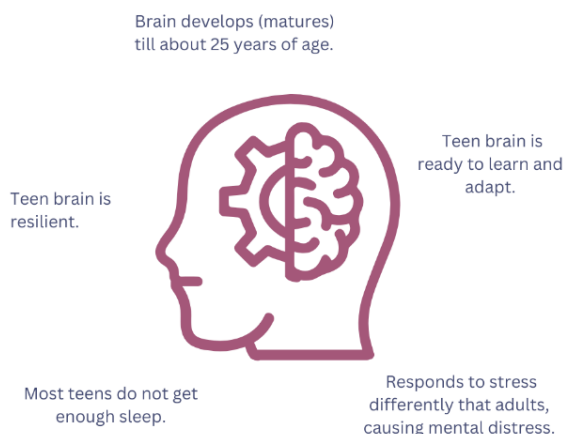 Brain develops (matures)
till about 25 years of age.
Teen brain is
ready to learn and
adapt.
Teen brain is
resilient.
Most teens do not get
enough sleep.
Responds to stress
differently that adults,
causing mental distress.